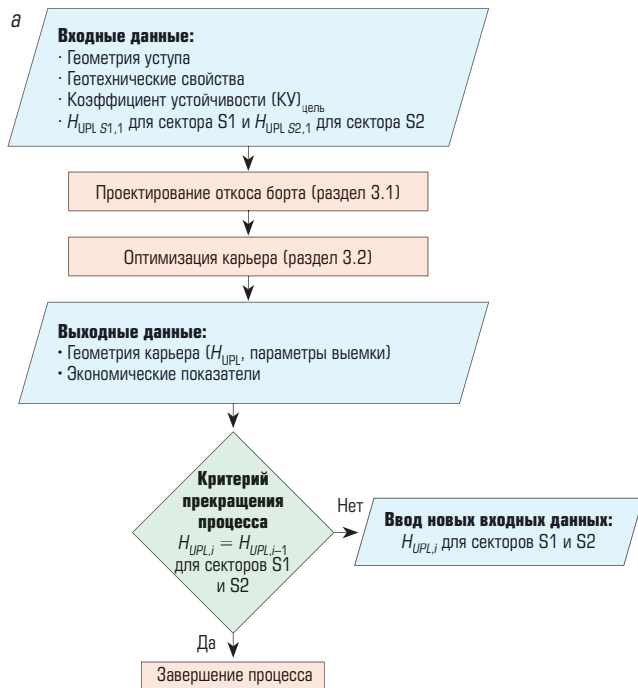 а
Входные данные:
· Геометрия уступа
· Геотехнические свойства
· Коэффициент устойчивости (КУ)цель
· HUPL S1,1 для сектора S1 и HUPL S2,1 для сектора S2
Проектирование откоса борта (раздел 3.1)
Оптимизация карьера (раздел 3.2)
Выходные данные:
• Геометрия карьера (HUPL, параметры выемки)
• Экономические показатели
Критерий
прекращения
процесса
HUPL,i = HUPL,i–1
для секторов S1
и S2
Нет
Ввод новых входных данных:
HUPL,i для секторов S1 и S2
Да
Завершение процесса